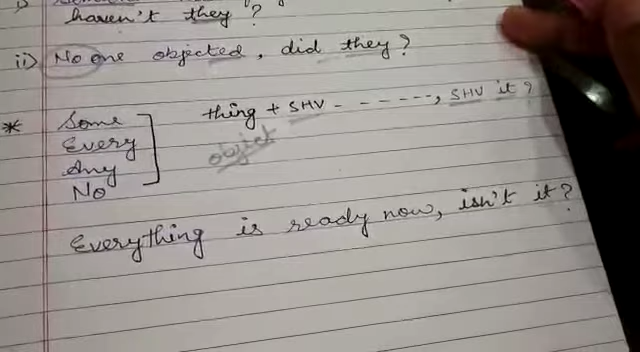 haven't they?
ii) No one objected, did they?
* Some
Every
Any
No
thing + SHV - - - - - -, SHV it?
object
Everything is ready now, isn't it?